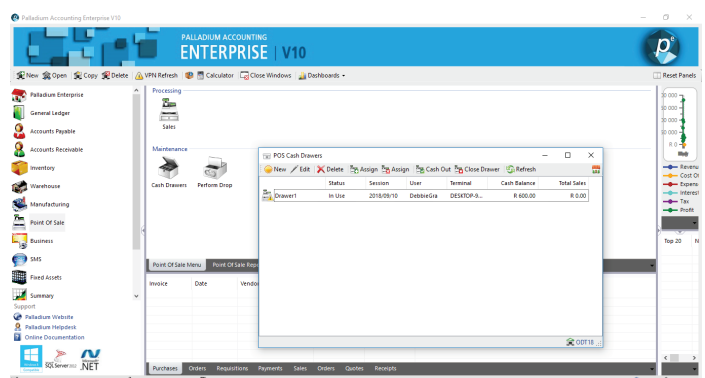 Palladium Accounting Enterprise V10
PALLADIUM ACCOUNTING
ENTERPRISE | V10
New Open Copy Delete VPN Refresh Calculator Close Windows Dashboards Reset Panels
Palladium Enterprise
General Ledger
Accounts Payable
Accounts Receivable
Inventory
Warehouse
Manufacturing
Point Of Sale
Business
SMS
Fixed Assets
Summary
Support
Palladium Website
Palladium Helpdesk
Online Documentation
SQL Server .NET
Processing
Sales
Maintenance
Cash Drawers Perform Drop
Point Of Sale Menu Point Of Sale Repo
Invoice Date Vendo
Purchases Orders Requisitions Payments Sales Orders Quotes Receipts
POS Cash Drawers
New Edit Delete Assign Assign Cash Out Close Drawer Refresh
Status Session User Terminal Cash Balance Total Sales
Drawer1 In Use 2018/09/10 DebbieGra DESKTOP-9... R 600.00 R 0.00
ODT18
R 0
Revenu
Cost O
Expens
Interest
Tax
Profit
Top 20 N